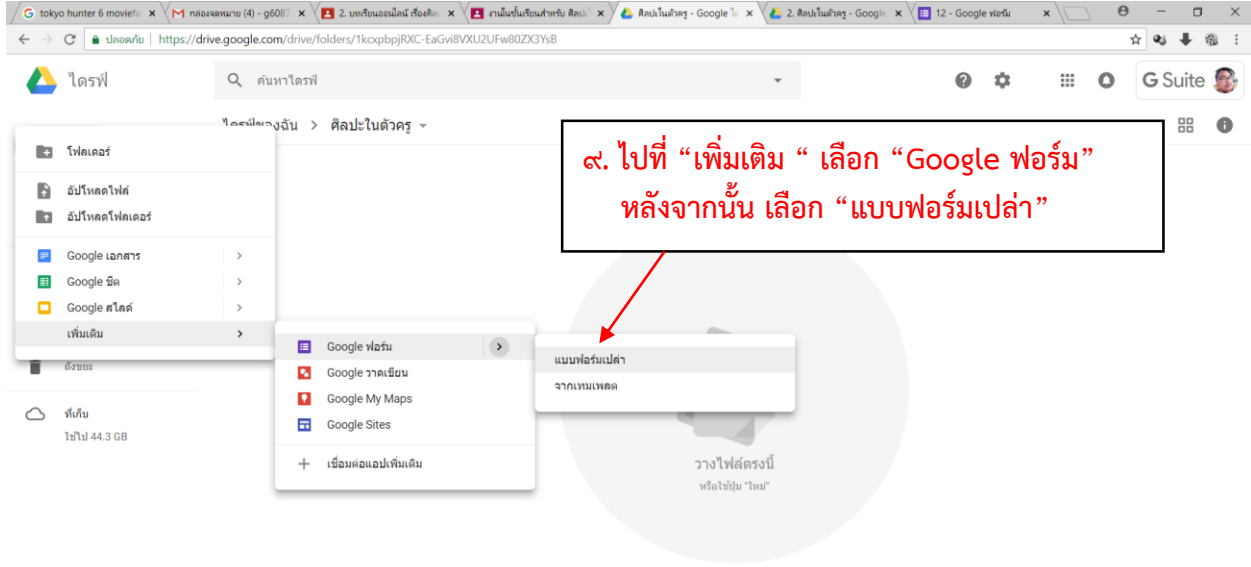 tokyo hunter 6 moviefa
กล่องจดหมาย (4) - g6087
2. บทเรียนออนไลน์ เรื่องศิล
งานในชั้นเรียนสำหรับ ศิลป
ศิลปะในตัวครู - Google ไ
2. ศิลปะในตัวครู - Google
12 - Google ฟอร์ม
ปลอดภัย | https://drive.google.com/drive/folders/1kcxpbpjRXC-EaGvi8VXU2UFw80ZX3YsB
ไดรฟ์
ค้นหาไดรฟ์
G Suite
ไดรฟ์ของฉัน > ศิลปะในตัวครู
๙. ไปที่ “เพิ่มเติม “ เลือก “Google ฟอร์ม”
หลังจากนั้น เลือก “แบบฟอร์มเปล่า”
โฟลเดอร์
อัปโหลดไฟล์
อัปโหลดโฟลเดอร์
Google เอกสาร
Google ชีต
Google สไลด์
เพิ่มเติม
Google ฟอร์ม
Google วาดเขียน
Google My Maps
Google Sites
เชื่อมต่อแอปเพิ่มเติม
แบบฟอร์มเปล่า
จากเทมเพลต
ถังขยะ
ที่เก็บ
ใช้ไป 44.3 GB
วางไฟล์ตรงนี้
หรือใช้ปุ่ม "ใหม่"